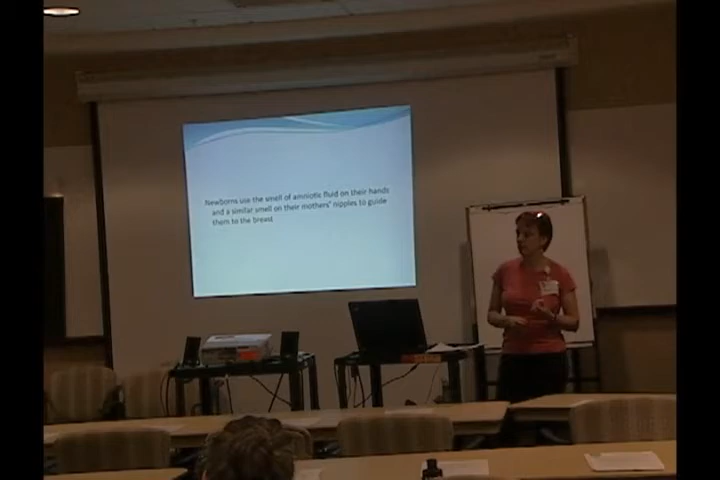 Newborns use the smell of amniotic fluid on their hands
and a similar smell on their mothers' nipples to guide
them to the breast